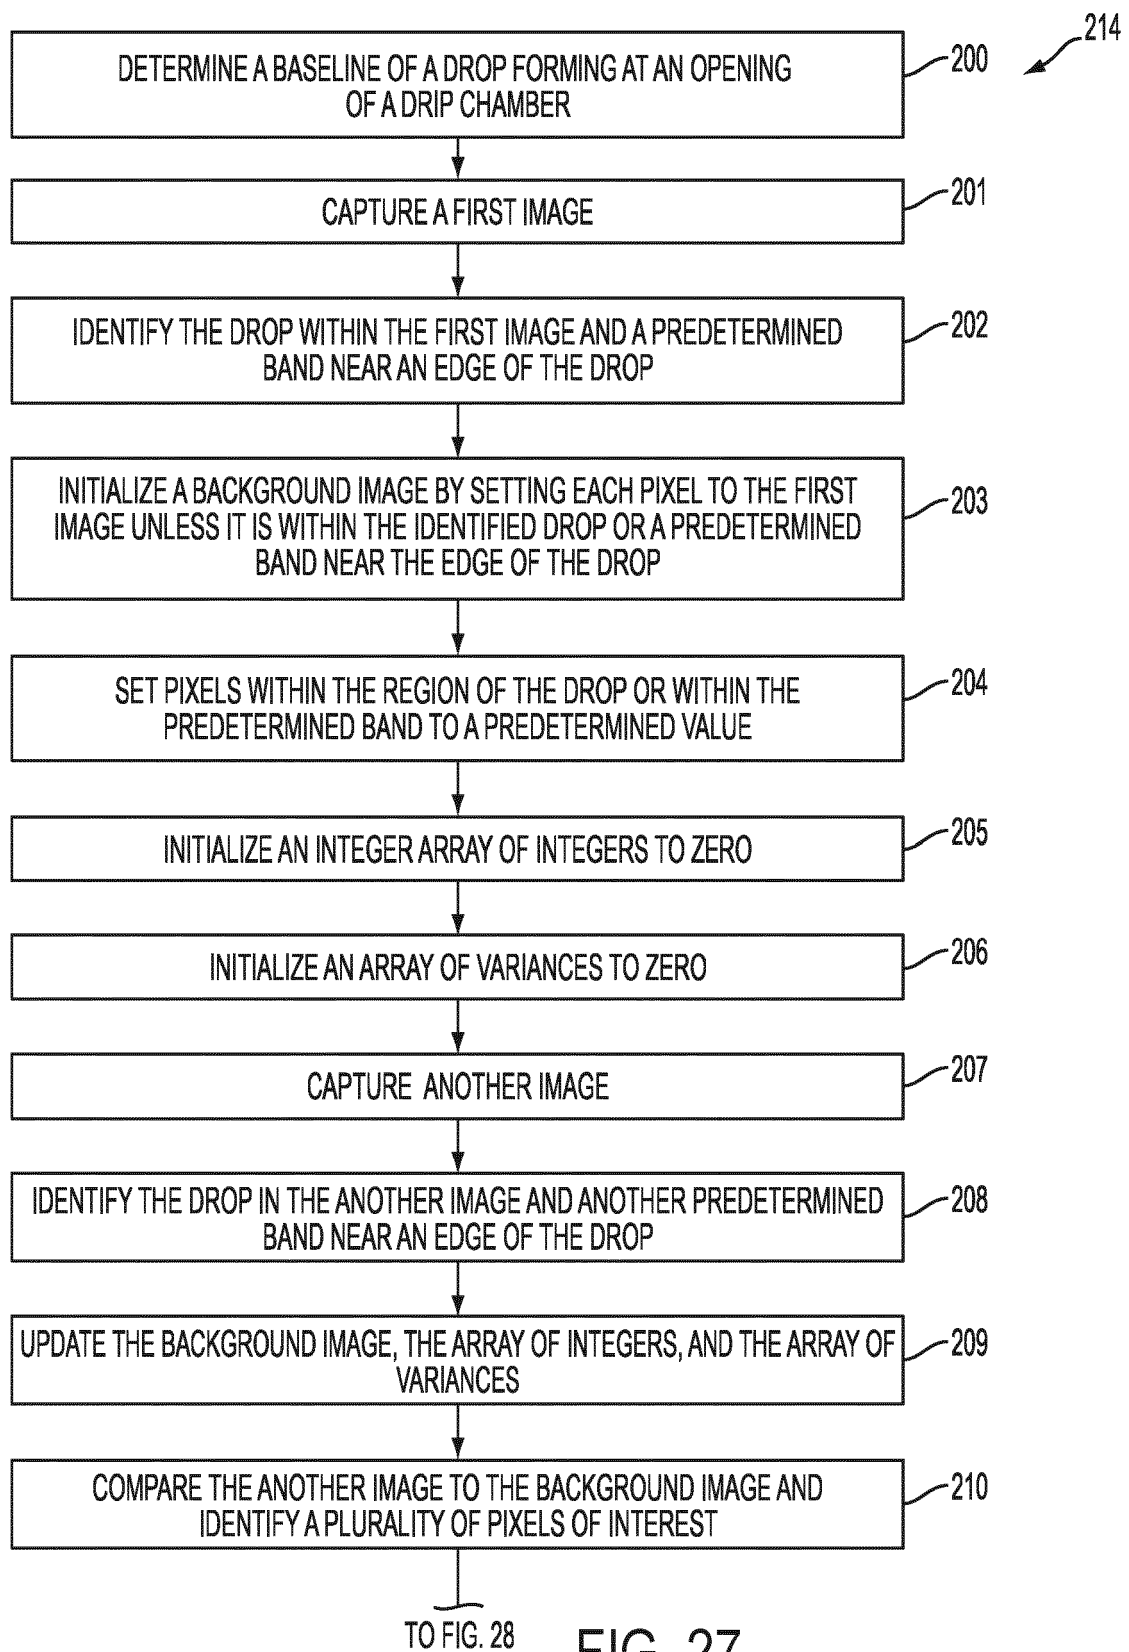 214
DETERMINE A BASELINE OF A DROP FORMING AT AN OPENING
OF A DRIP CHAMBER
200
CAPTURE A FIRST IMAGE
201
IDENTIFY THE DROP WITHIN THE FIRST IMAGE AND A PREDETERMINED
BAND NEAR AN EDGE OF THE DROP
202
INITIALIZE A BACKGROUND IMAGE BY SETTING EACH PIXEL TO THE FIRST
IMAGE UNLESS IT IS WITHIN THE IDENTIFIED DROP OR A PREDETERMINED
BAND NEAR THE EDGE OF THE DROP
203
SET PIXELS WITHIN THE REGION OF THE DROP OR WITHIN THE
PREDETERMINED BAND TO A PREDETERMINED VALUE
204
INITIALIZE AN INTEGER ARRAY OF INTEGERS TO ZERO
205
INITIALIZE AN ARRAY OF VARIANCES TO ZERO
206
CAPTURE ANOTHER IMAGE
207
IDENTIFY THE DROP IN THE ANOTHER IMAGE AND ANOTHER PREDETERMINED
BAND NEAR AN EDGE OF THE DROP
208
UPDATE THE BACKGROUND IMAGE, THE ARRAY OF INTEGERS, AND THE ARRAY OF
VARIANCES
209
COMPARE THE ANOTHER IMAGE TO THE BACKGROUND IMAGE AND
IDENTIFY A PLURALITY OF PIXELS OF INTEREST
210
TO FIG. 28
FIG. 27